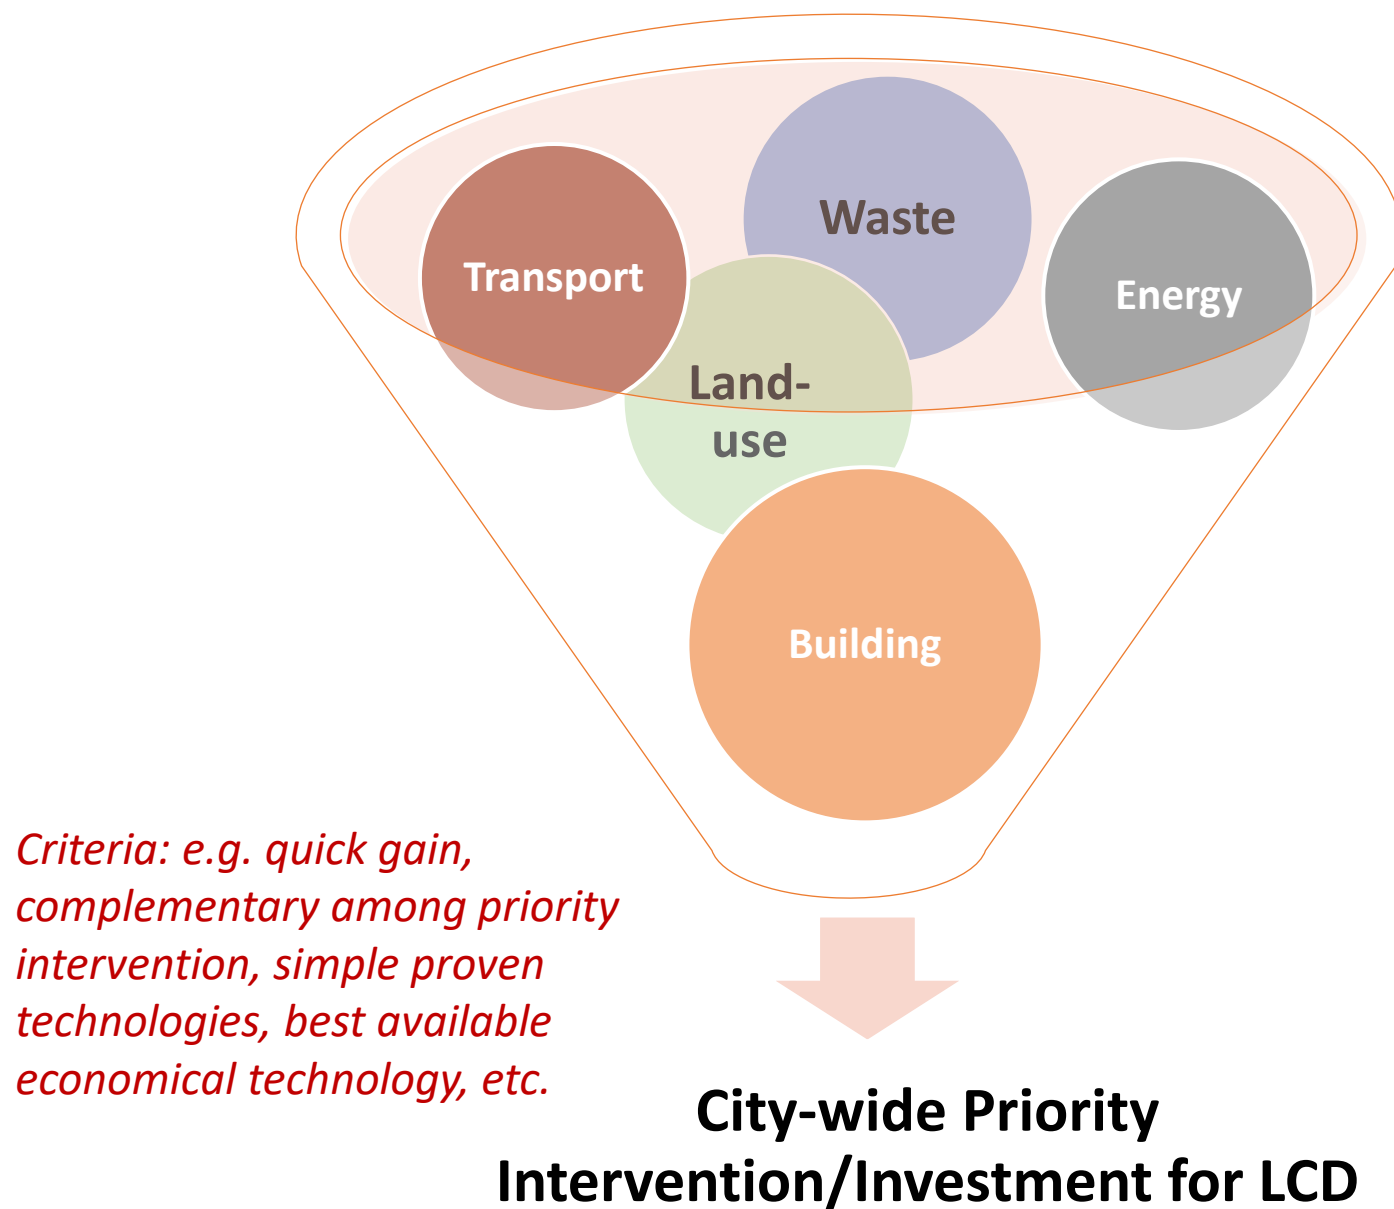 Waste
Transport
Energy
Land-
use
Building
Criteria: e.g. quick gain,
complementary among priority
intervention, simple proven
technologies, best available
economical technology, etc.
City-wide Priority
Intervention/Investment for LCD